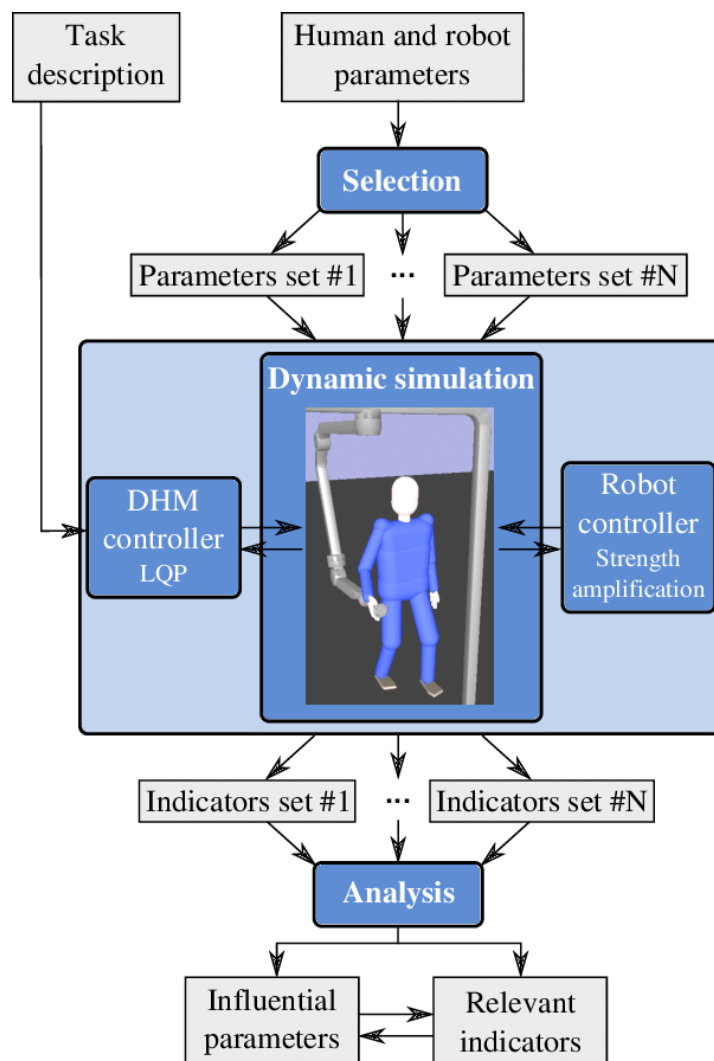 Task
description
Human and robot
parameters
Selection
Parameters set #1
...
Parameters set #N
Dynamic simulation
DHM
controller
LQP
Robot
controller
Strength
amplification
Indicators set #1
...
Indicators set #N
Analysis
Influential
parameters
Relevant
indicators